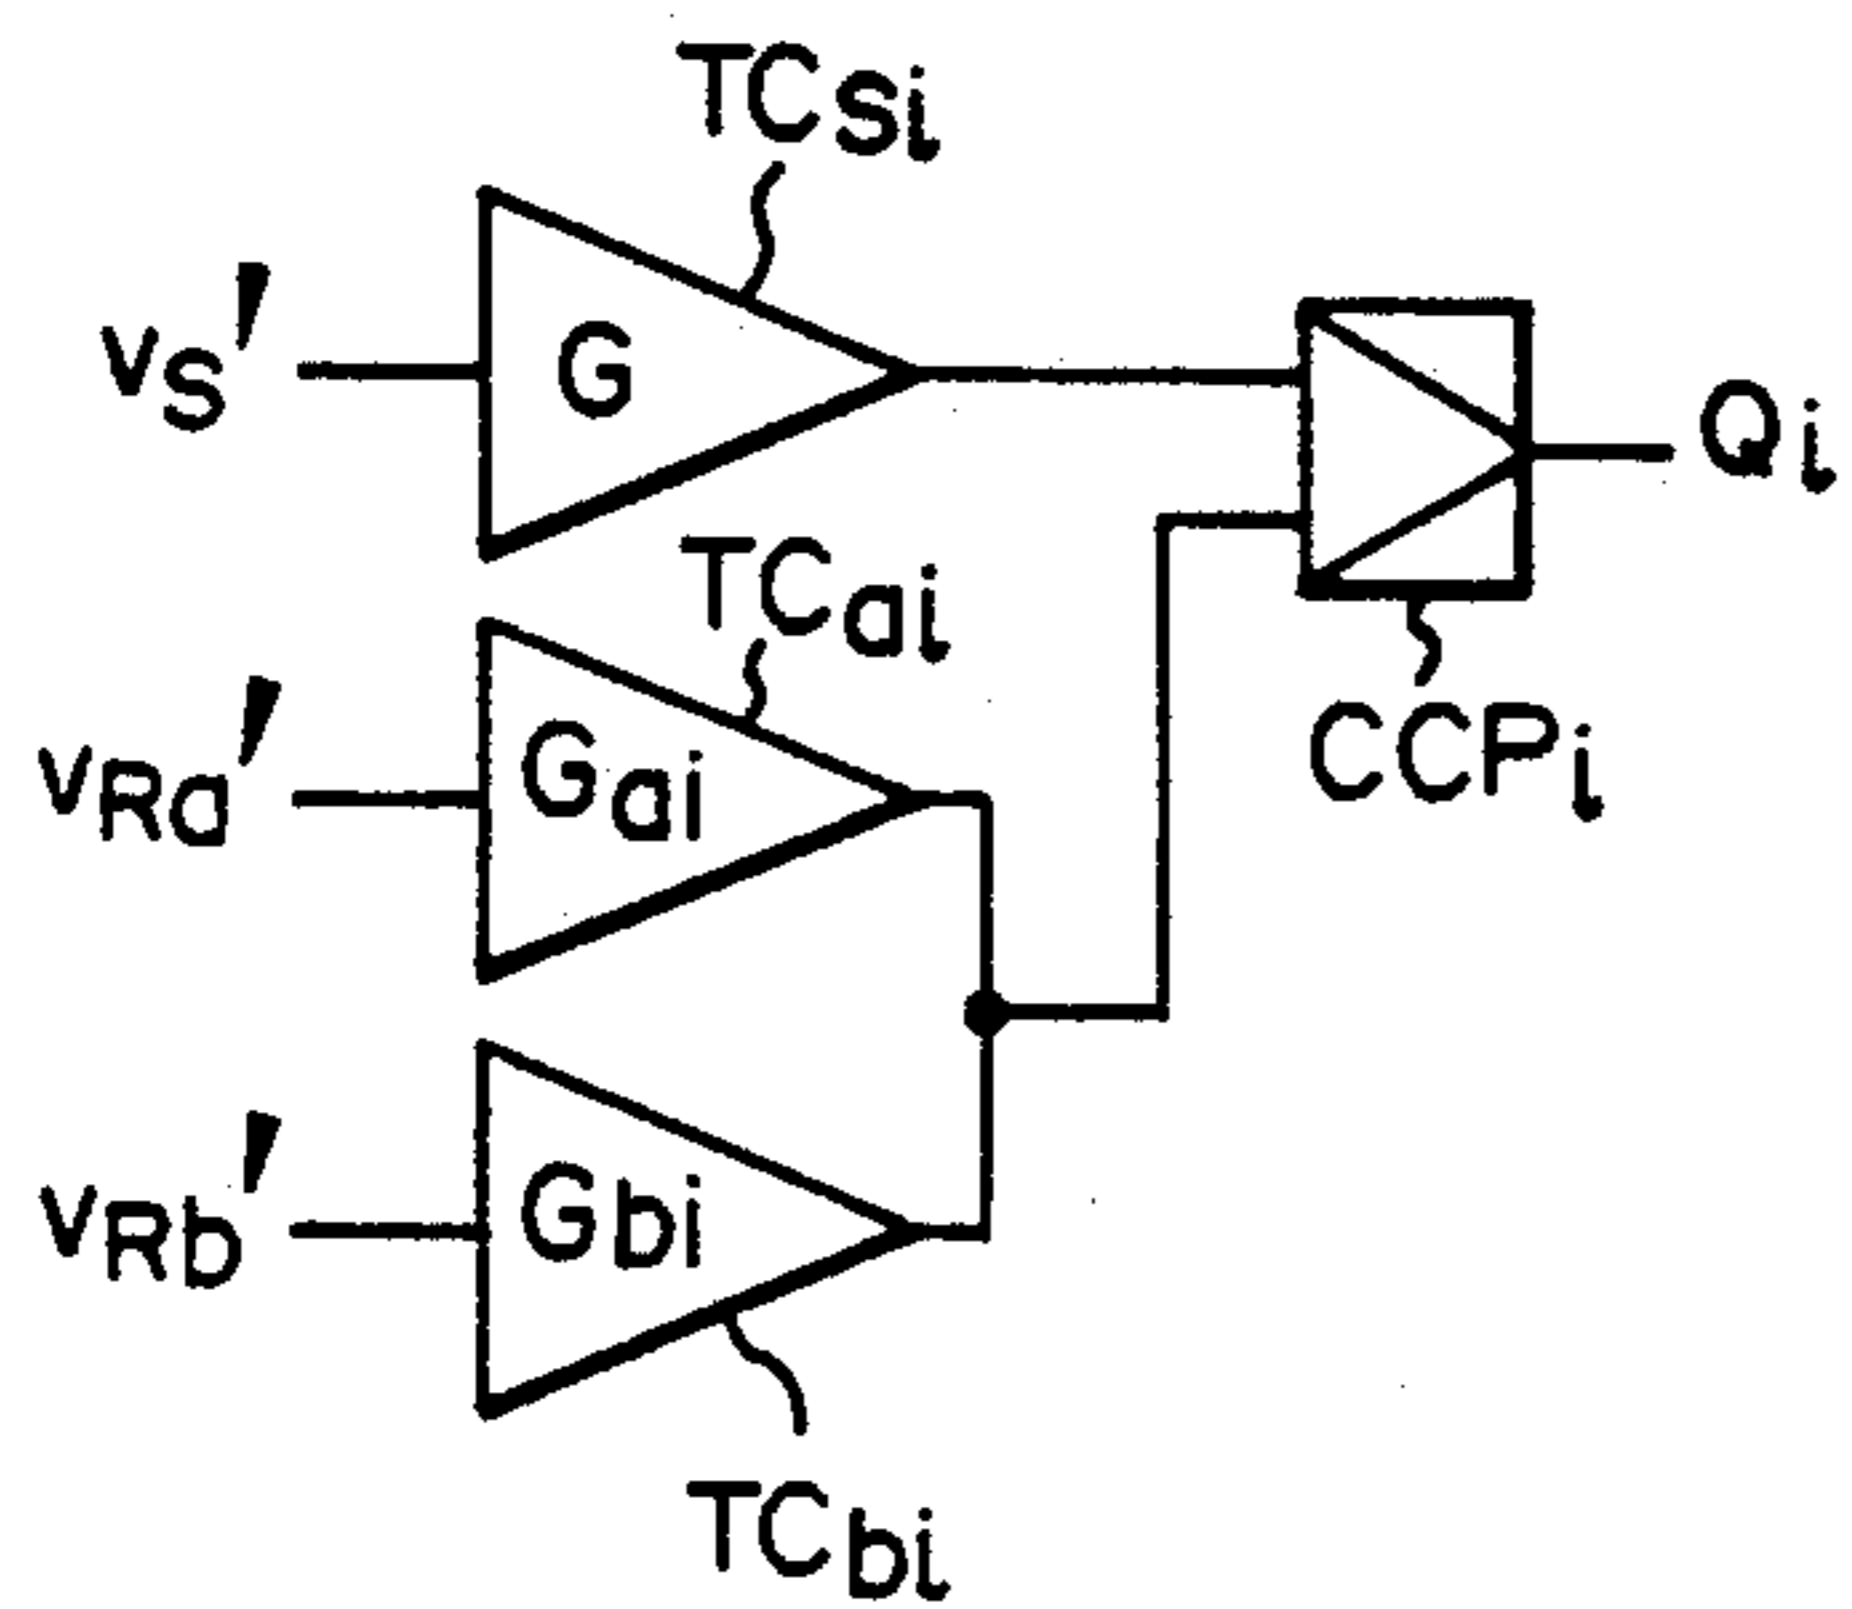 TCsi
vs'
G
Qi
TCai
vRa'
Gai
CCPi
vRb'
Gbi
TCbi